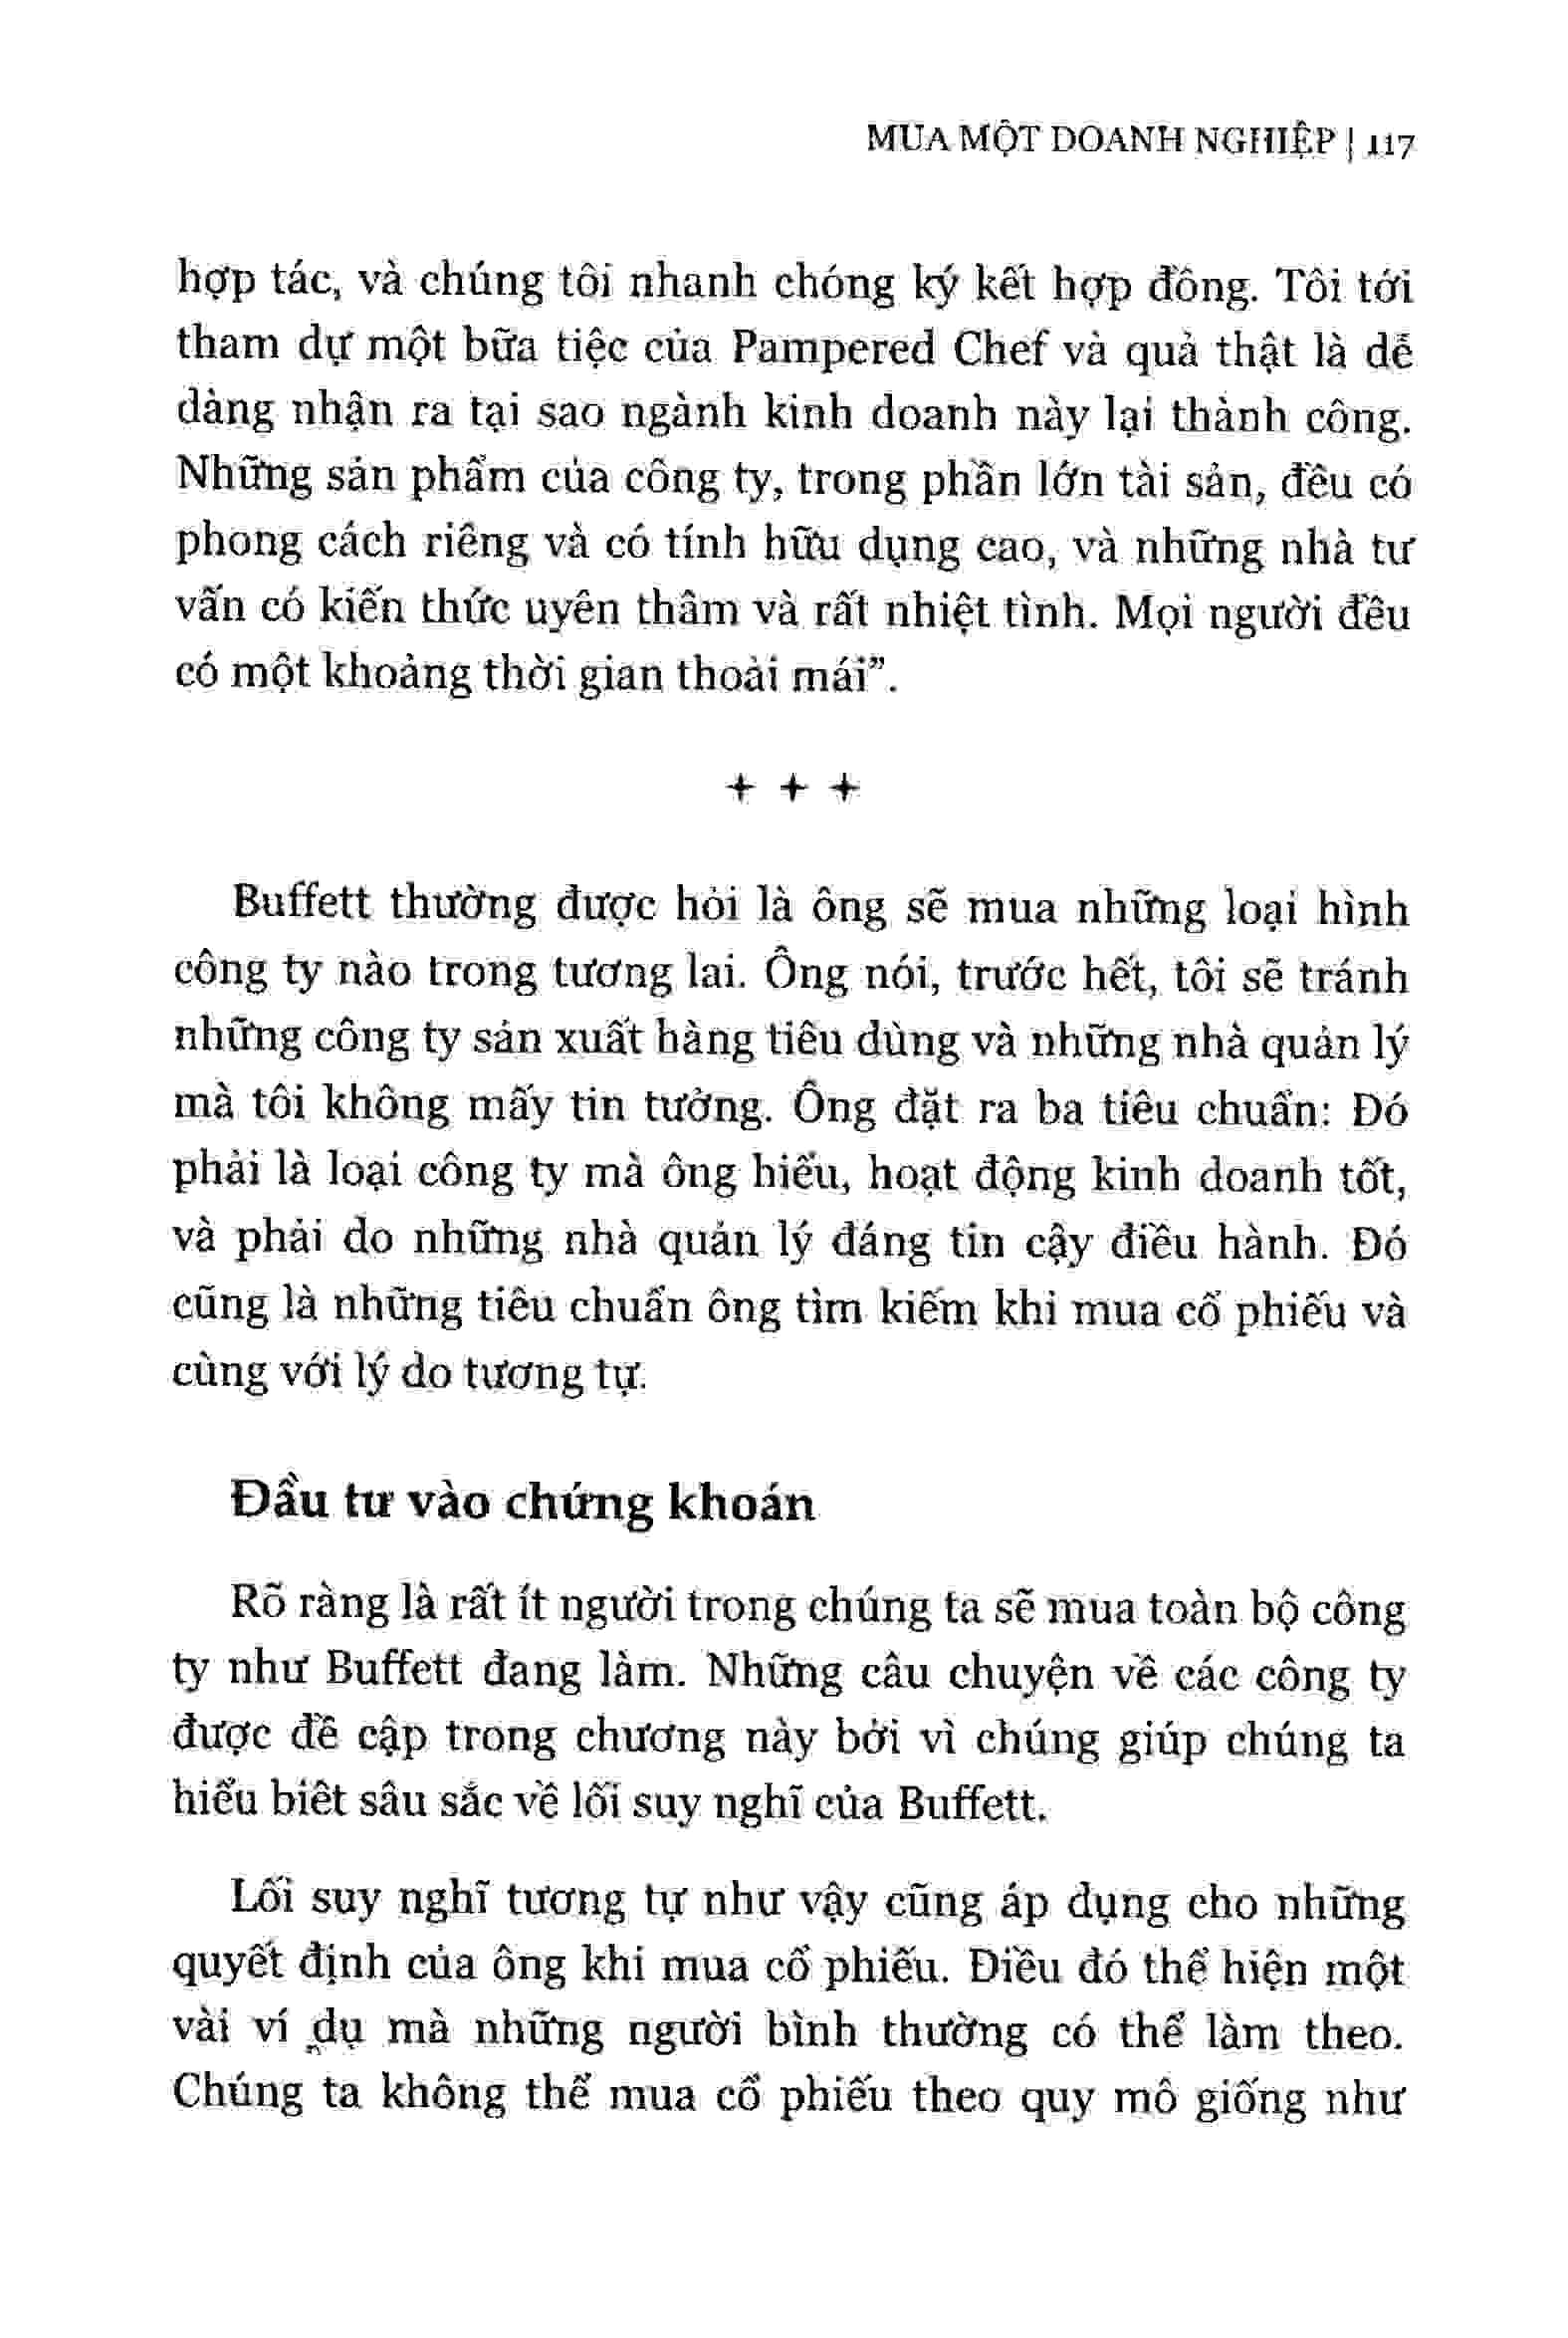 MUA MỘT DOANH NGHIỆP | 117
hợp tác, và chúng tôi nhanh chóng ký kết hợp đồng. Tôi tới
tham dự một bữa tiệc của Pampered Chef và quả thật là dễ
dàng nhận ra tại sao ngành kinh doanh này lại thành công.
Những sản phẩm của công ty, trong phần lớn tài sản, đều có
phong cách riêng và có tính hữu dụng cao, và những nhà tư
vấn có kiến thức uyên thâm và rất nhiệt tình. Mọi người đều
có một khoảng thời gian thoải mái”.
+ + +
Buffett thường được hỏi là ông sẽ mua những loại hình
công ty nào trong tương lai. Ông nói, trước hết, tôi sẽ tránh
những công ty sản xuất hàng tiêu dùng và những nhà quản lý
mà tôi không mấy tin tưởng. Ông đặt ra ba tiêu chuẩn: Đó
phải là loại công ty mà ông hiểu, hoạt động kinh doanh tốt,
và phải do những nhà quản lý đáng tin cậy điều hành. Đó
cũng là những tiêu chuẩn ông tìm kiếm khi mua cổ phiếu và
cùng với lý do tương tự.
Đầu tư vào chứng khoán
Rõ ràng là rất ít người trong chúng ta sẽ mua toàn bộ công
ty như Buffett đang làm. Những câu chuyện về các công ty
được đề cập trong chương này bởi vì chúng giúp chúng ta
hiểu biết sâu sắc về lối suy nghĩ của Buffett.
Lối suy nghĩ tương tự như vậy cũng áp dụng cho những
quyết định của ông khi mua cổ phiếu. Điều đó thể hiện một
vài ví dụ mà những người bình thường có thể làm theo.
Chúng ta không thể mua cổ phiếu theo quy mô giống như